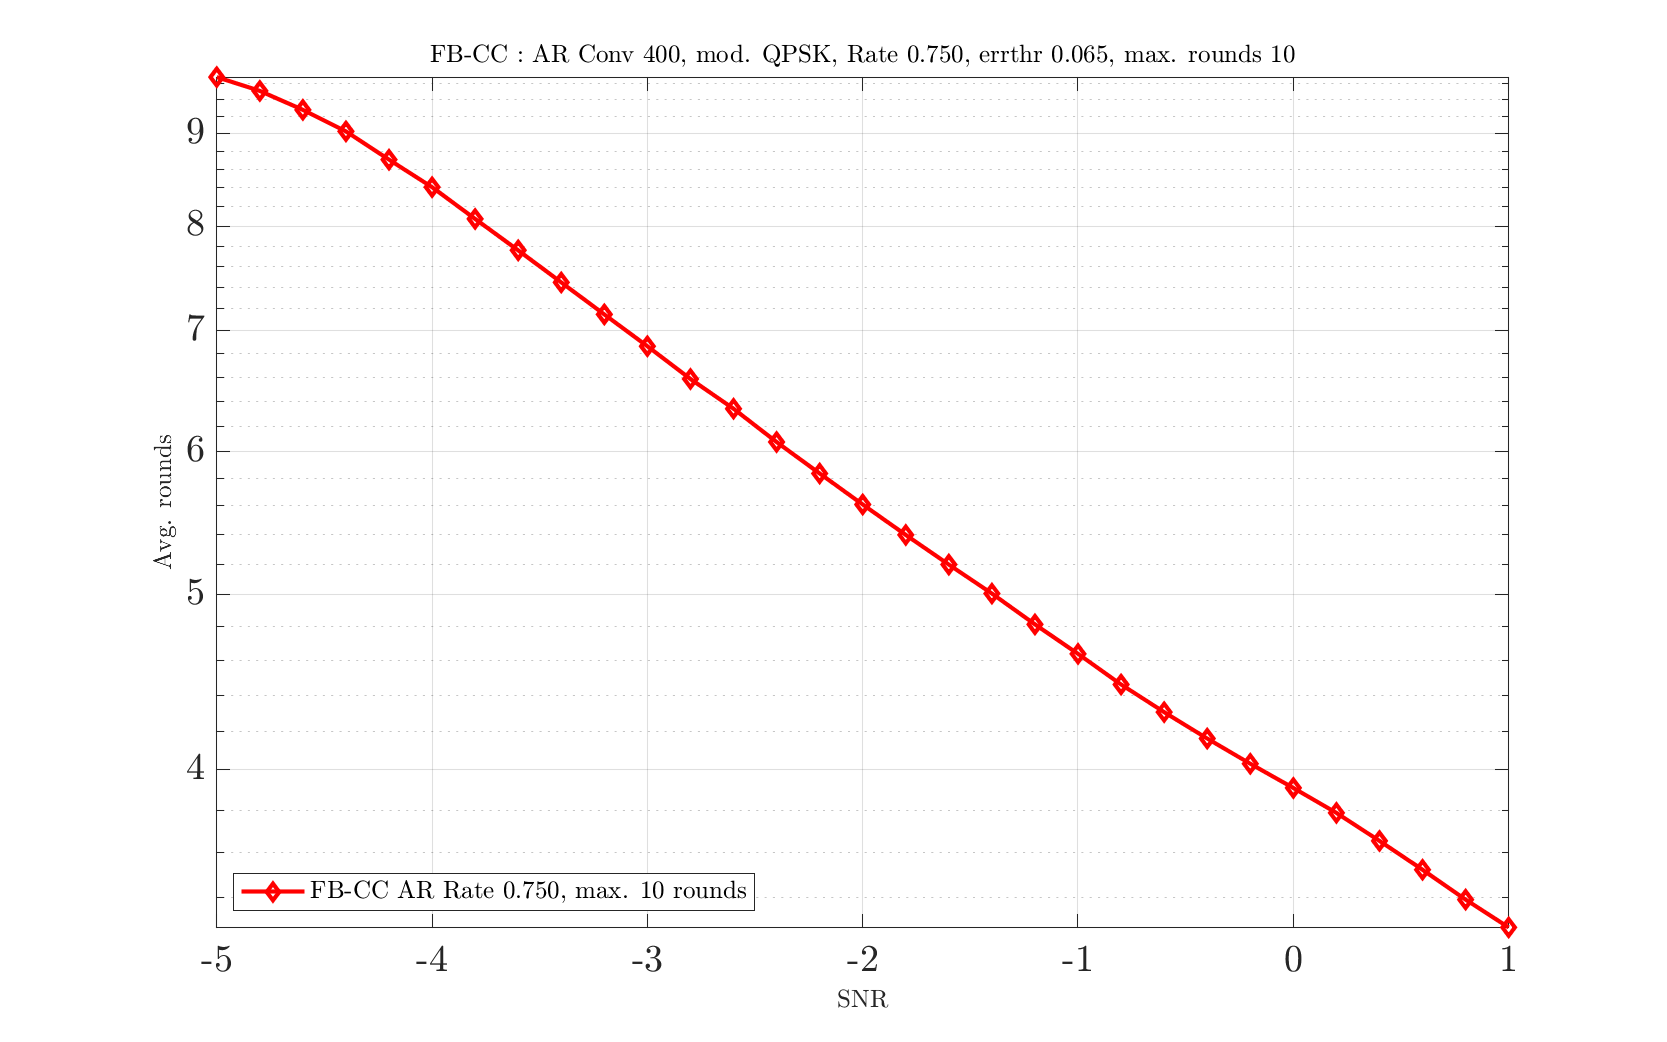 FB-CC : AR Conv 400, mod. QPSK, Rate 0.750, errthr 0.065, max. rounds 10
9
8
7
6
5
4
Avg. rounds
FB-CC AR Rate 0.750, max. 10 rounds
-5 -4 -3 -2 -1 0 1
SNR